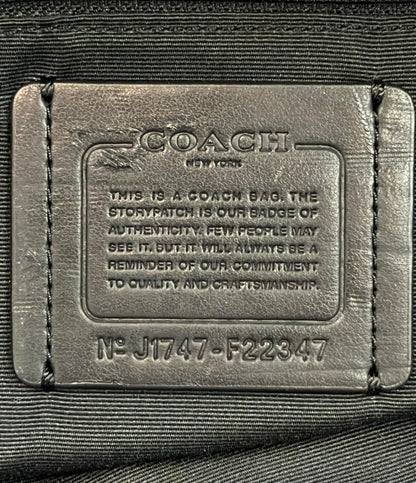 COACH
NEW YORK
THIS IS A COACH BAG. THE
STORYPATCH IS OUR BADGE OF
AUTHENTICITY. FEW PEOPLE MAY
SEE IT. BUT IT WILL ALWAYS BE A
REMINDER OF OUR COMMITMENT
TO QUALITY AND CRAFTSMANSHIP.
Nº J1747-F22347